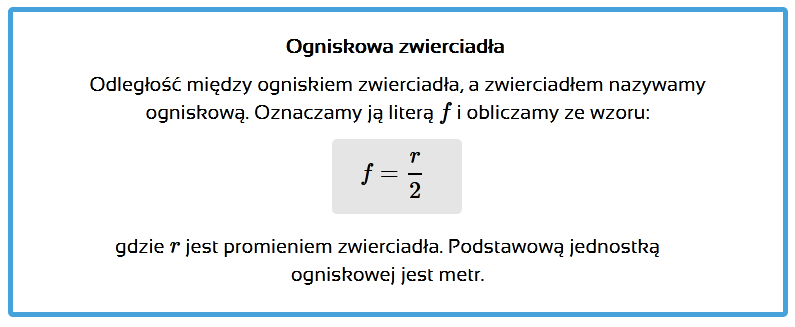 Ogniskowa zwierciadła
Odległość między ogniskiem zwierciadła, a zwierciadłem nazywamy
ogniskową. Oznaczamy ją literą f i obliczamy ze wzoru:
f = r/2
gdzie r jest promieniem zwierciadła. Podstawową jednostką
ogniskowej jest metr.